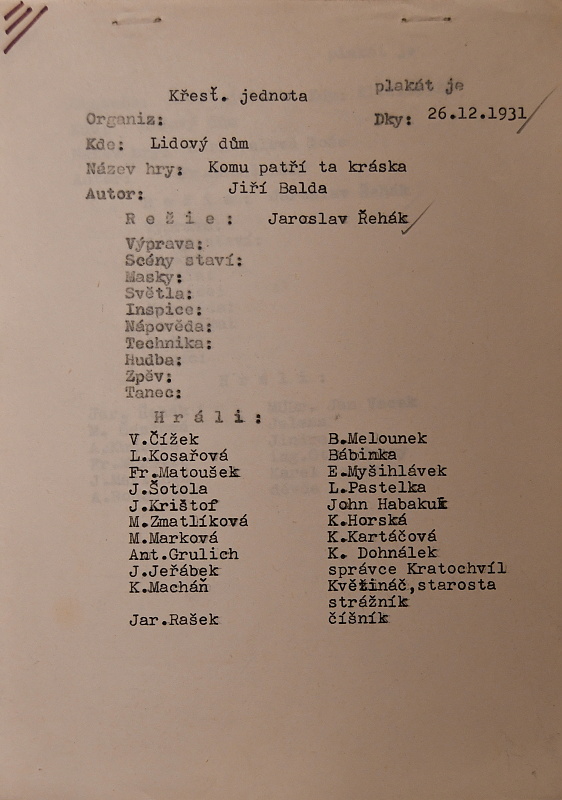 plakát je
Křesť. jednota
Organiz: Dky: 26.12.1931
Kde: Lidový dům
Název hry: Komu patří ta kráska
Autor: Jiří Balda
Režie: Jaroslav Řehák
Výprava:
Scény staví:
Masky:
Světla:
Inspice:
Nápověda:
Technika:
Hudba:
Zpěv:
Tanec:
Hráli:
V.Čížek B.Melounek
L.Kosařová Bábinka
Fr.Matoušek E.Myšihlávek
J.Šotola L.Pastelka
J.Krištof John Habakuk
M.Zmatlíková K.Horská
M.Marková K.Kartáčová
Ant.Grulich K. Dohnálek
J.Jeřábek správce Kratochvíl
K.Macháň Květináč,starosta
strážník
Jar.Rašek číšník